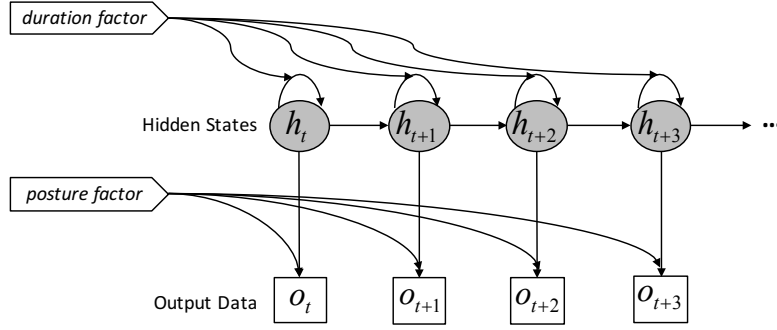 duration factor
Hidden States h_t h_{t+1} h_{t+2} h_{t+3} ...
posture factor
Output Data o_t o_{t+1} o_{t+2} o_{t+3}